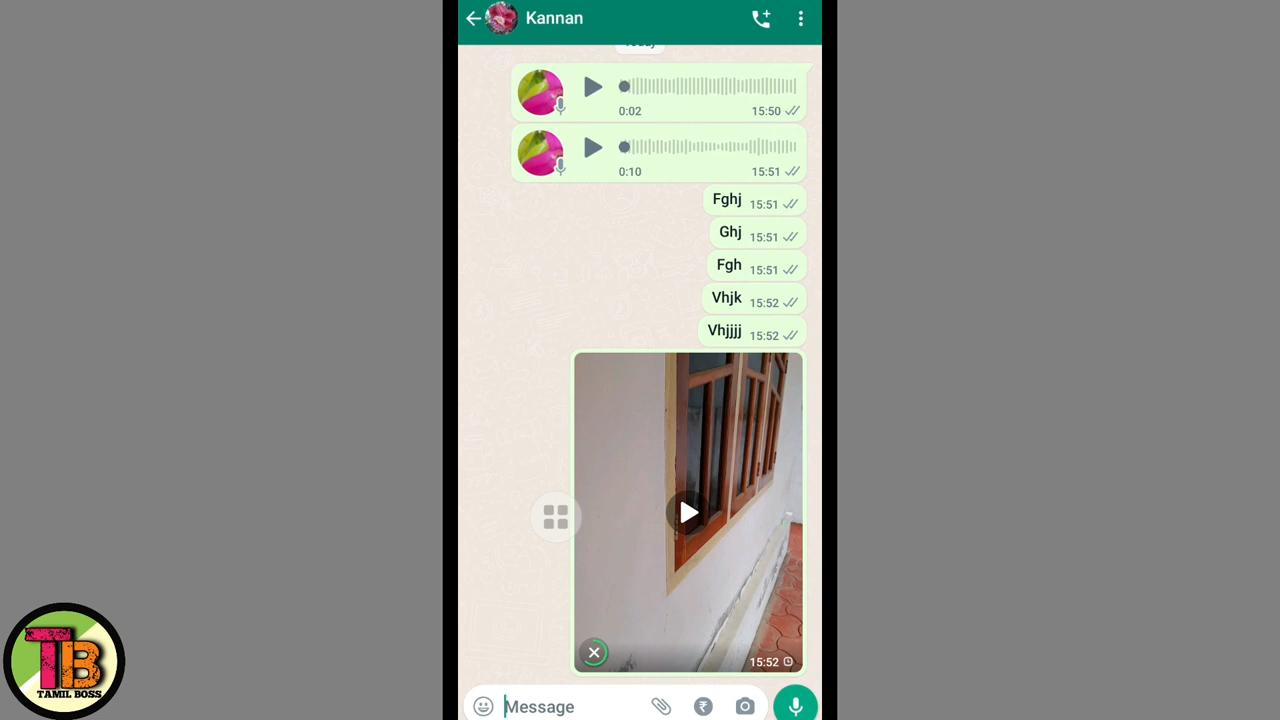 Kannan
Today
0:02 15:50
0:10 15:51
Fghj 15:51
Ghj 15:51
Fgh 15:51
Vhjk 15:52
Vhjjjj 15:52
15:52
Message
TB
TAMIL BOSS